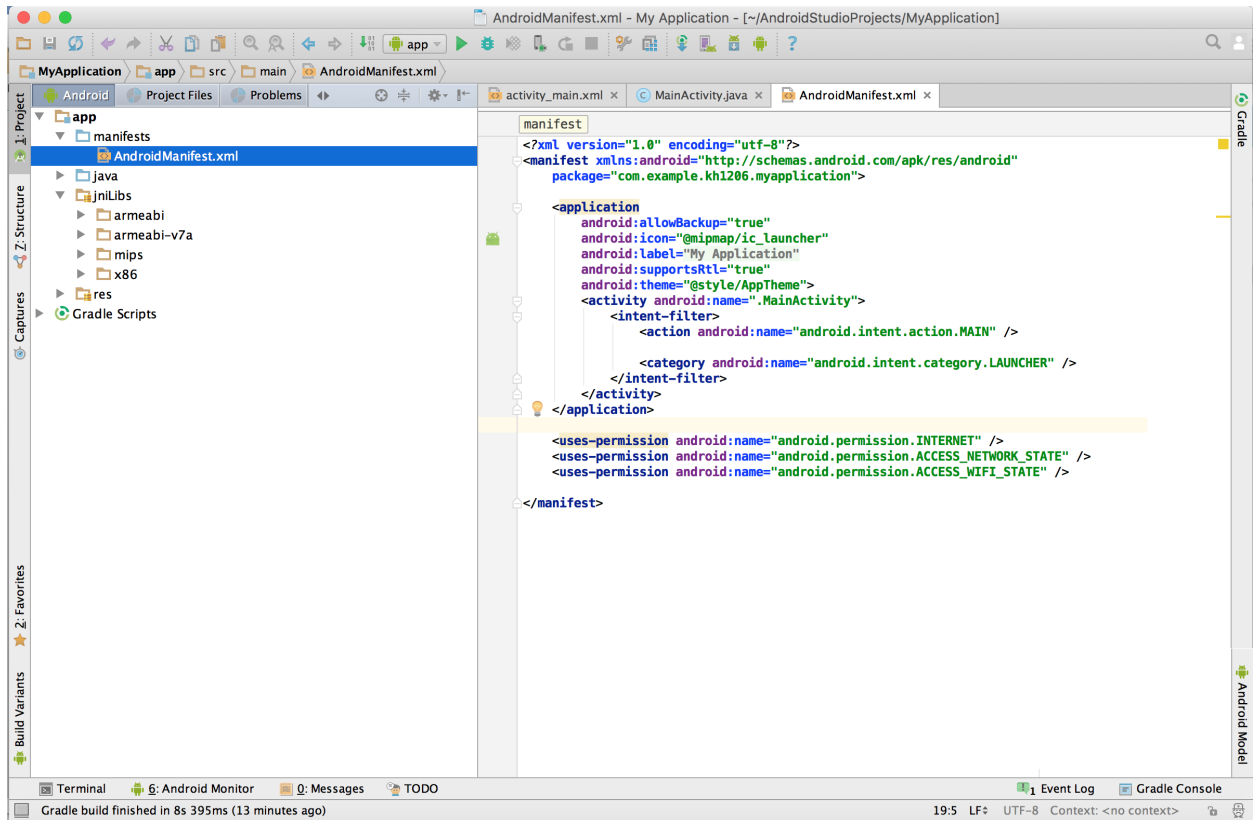 AndroidManifest.xml - My Application - [~/AndroidStudioProjects/MyApplication]
app
MyApplication app src main AndroidManifest.xml
Android Project Files Problems
activity_main.xml MainActivity.java AndroidManifest.xml
1: Project
Z: Structure
Captures
2: Favorites
Build Variants
app
manifests
AndroidManifest.xml
java
jniLibs
armeabi
armeabi-v7a
mips
x86
res
Gradle Scripts
manifest
<?xml version="1.0" encoding="utf-8"?>
<manifest xmlns:android="http://schemas.android.com/apk/res/android"
package="com.example.kh1206.myapplication">
<application
android:allowBackup="true"
android:icon="@mipmap/ic_launcher"
android:label="My Application"
android:supportsRtl="true"
android:theme="@style/AppTheme">
<activity android:name=".MainActivity">
<intent-filter>
<action android:name="android.intent.action.MAIN" />
<category android:name="android.intent.category.LAUNCHER" />
</intent-filter>
</activity>
</application>
<uses-permission android:name="android.permission.INTERNET" />
<uses-permission android:name="android.permission.ACCESS_NETWORK_STATE" />
<uses-permission android:name="android.permission.ACCESS_WIFI_STATE" />
</manifest>
Gradle
Android Model
Terminal 6: Android Monitor 0: Messages TODO 1 Event Log Gradle Console
Gradle build finished in 8s 395ms (13 minutes ago) 19:5 LF UTF-8 Context: <no context>